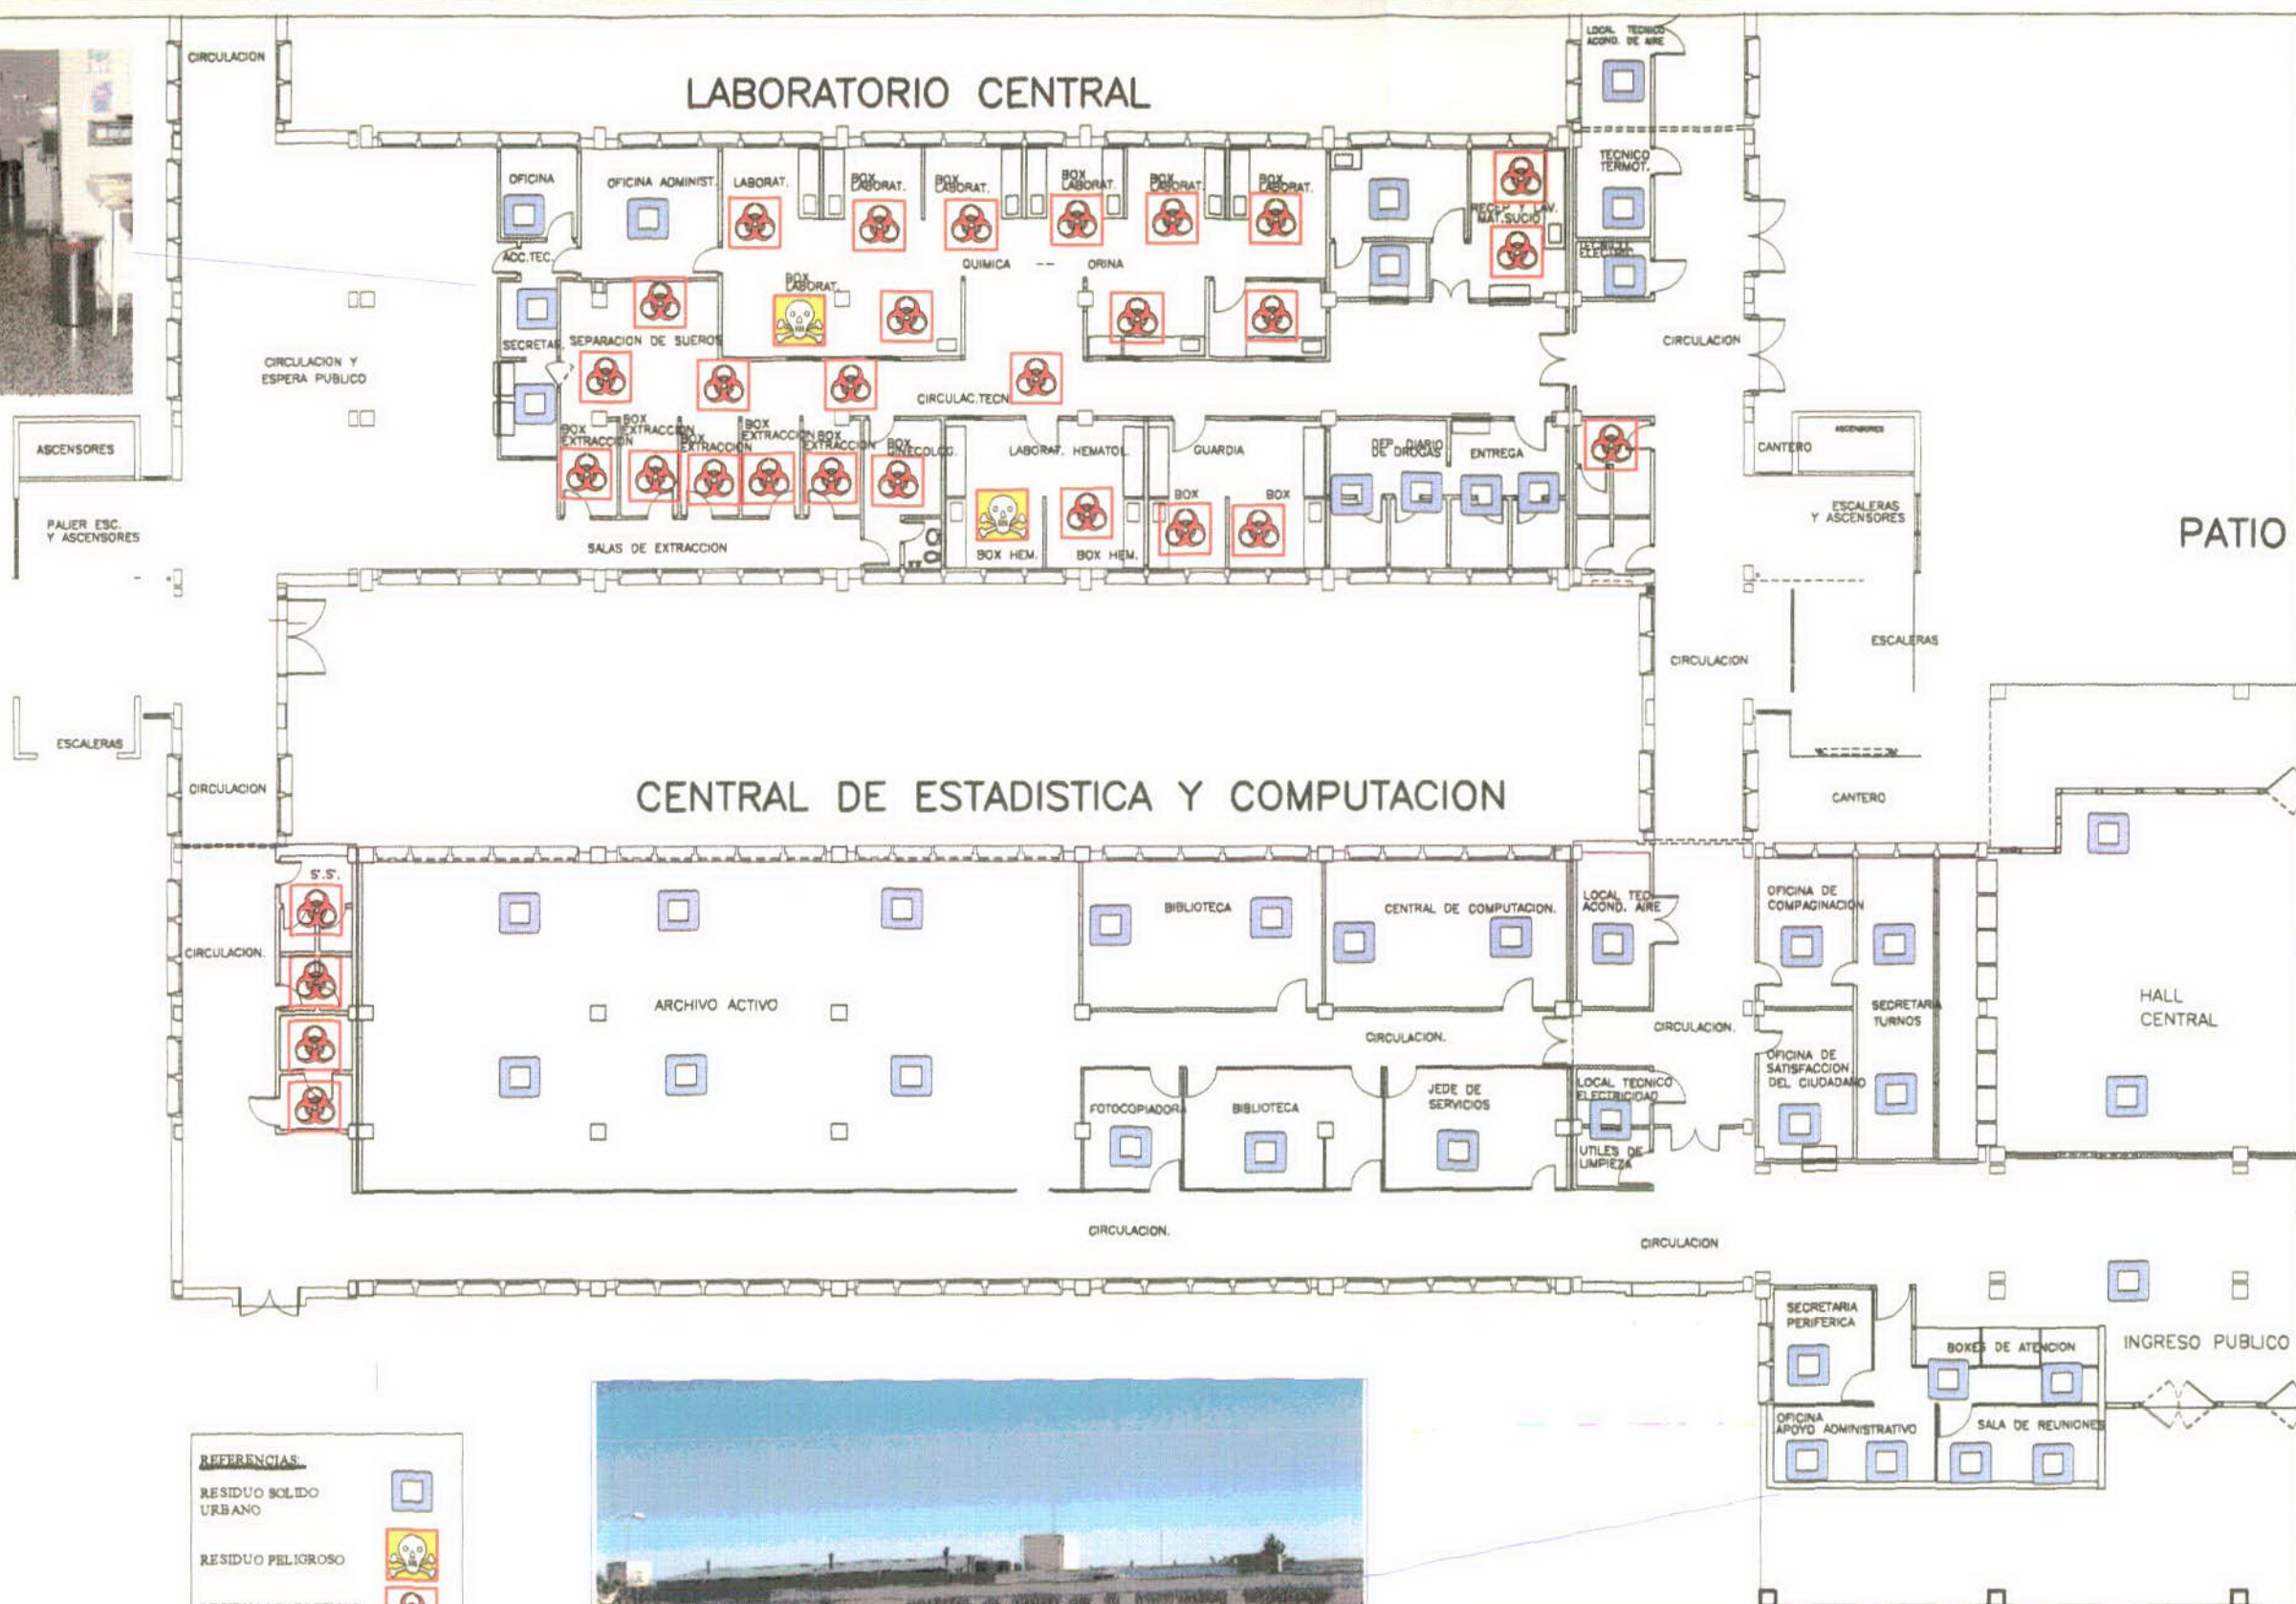 CIRCULACION
LOCAL TECNICO
ACOND. DE AIRE
LABORATORIO CENTRAL
OFICINA
OFICINA ADMINIST.
LABORAT.
BOX
LABORAT.
BOX
LABORAT.
BOX
LABORAT.
BOX
LABORAT.
BOX
LABORAT.
TECNICO
TERMOT.
RECEP Y LAV.
MAT.SUCIO
ACC.TEC.
QUIMICA -- ORINA
BOX
LABORAT.
SECRETAR.
SEPARACION DE SUEROS
CIRCULACION
CIRCULACION Y
ESPERA PUBLICO
CIRCULAC.TECN
BOX
EXTRACCION
BOX
EXTRACCION
BOX
EXTRACCION
BOX
EXTRACCION
BOX
EXTRACCION
BOX
GINECOLOG.
LABORAT. HEMATOL.
GUARDIA
DEP. DIARIO
DE DROGAS
ENTREGA
ASCENSORES
CANTERO
ASCENSORES
BOX
BOX
PALIER ESC.
Y ASCENSORES
ESCALERAS
Y ASCENSORES
PATIO
SALAS DE EXTRACCION
BOX HEM.
BOX HEM.
ESCALERAS
CIRCULACION
ESCALERAS
CIRCULACION
CENTRAL DE ESTADISTICA Y COMPUTACION
CANTERO
S.S.
BIBLIOTECA
CENTRAL DE COMPUTACION.
LOCAL TEC.
ACOND. AIRE
OFICINA DE
COMPAGINACION
CIRCULACION.
ARCHIVO ACTIVO
SECRETARIA
TURNOS
HALL
CENTRAL
CIRCULACION.
CIRCULACION.
OFICINA DE
SATISFACCION
DEL CIUDADANO
FOTOCOPIADORA
BIBLIOTECA
JEDE DE
SERVICIOS
LOCAL TECNICO
ELECTRICIDAD
UTILES DE
LIMPIEZA
CIRCULACION.
CIRCULACION
SECRETARIA
PERIFERICA
BOXES DE ATENCION
INGRESO PUBLICO
OFICINA
APOYO ADMINISTRATIVO
SALA DE REUNIONES
REFERENCIAS:
RESIDUO SOLIDO
URBANO
RESIDUO PELIGROSO